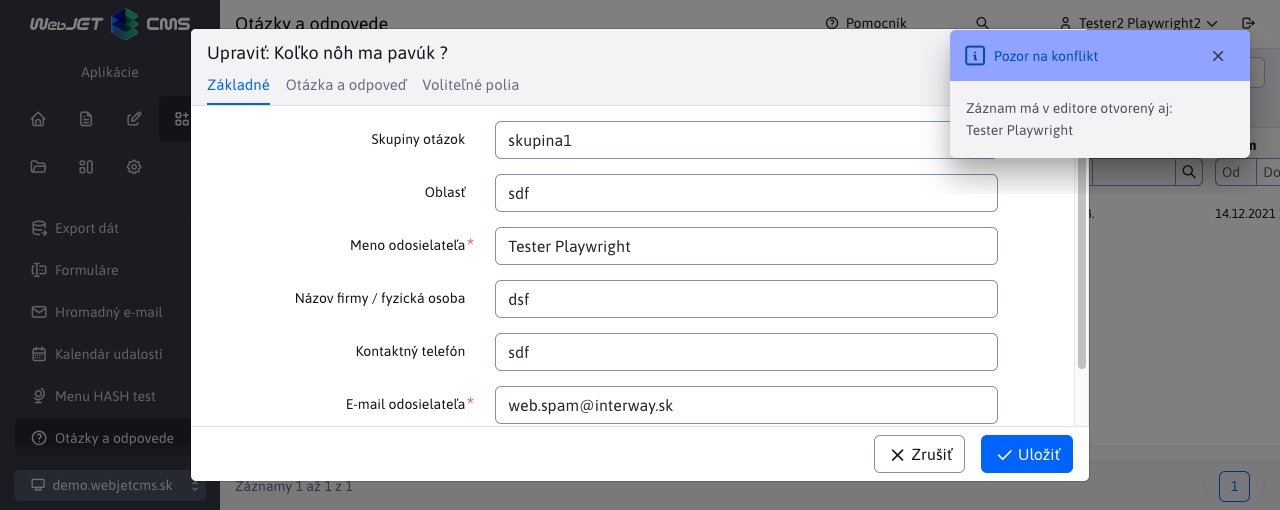 WebJET CMS
Otázky a odpovede
Pomocník
Tester2 Playwright2
Aplikácie
Export dát
Formuláre
Hromadný e-mail
Kalendár udalostí
Menu HASH test
Otázky a odpovede
demo.webjetcms.sk
Upraviť: Koľko nôh ma pavúk ?
Základné
Otázka a odpoveď
Voliteľné polia
Skupiny otázok
skupina1
Oblasť
sdf
Meno odosielateľa*
Tester Playwright
Názov firmy / fyzická osoba
dsf
Kontaktný telefón
sdf
E-mail odosielateľa*
web.spam@interway.sk
Zrušiť
Uložiť
Pozor na konflikt
Záznam má v editore otvorený aj:
Tester Playwright
Od
Do
14.12.2021
Záznamy 1 až 1 z 1
1